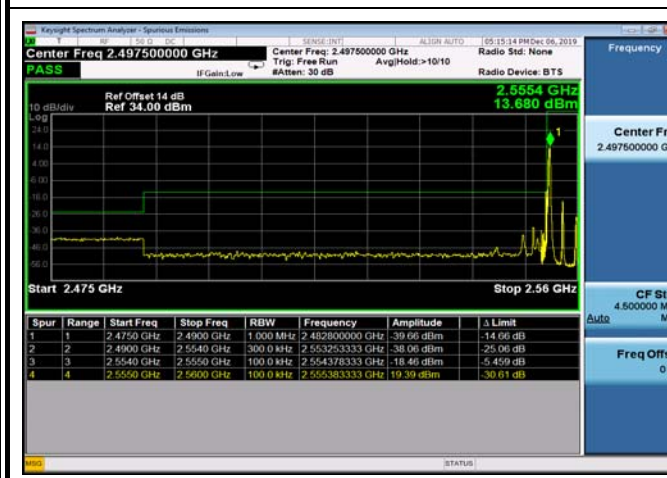 Keysight Spectrum Analyzer - Spurious Emissions
T RF 50 Ω DC SENSE:INT ALIGN AUTO 05:15:14 PM Dec 06, 2019
Center Freq 2.497500000 GHz Center Freq: 2.497500000 GHz Radio Std: None
Trig: Free Run Avg|Hold:>10/10
PASS IFGain:Low #Atten: 30 dB Radio Device: BTS
Ref Offset 14 dB 2.5554 GHz
10 dB/div Ref 34.00 dBm 13.680 dBm
Log
24.0
1
14.0
4.00
-6.00
-16.0
-26.0
-36.0
-46.0
-56.0
Start 2.475 GHz Stop 2.56 GHz
Spur Range Start Freq Stop Freq RBW Frequency Amplitude Δ Limit
1 1 2.4750 GHz 2.4900 GHz 1.000 MHz 2.482800000 GHz -39.66 dBm -14.66 dB
2 2 2.4900 GHz 2.5540 GHz 300.0 kHz 2.553253333 GHz -38.06 dBm -25.06 dB
3 3 2.5540 GHz 2.5550 GHz 100.0 kHz 2.554378333 GHz -18.46 dBm -5.459 dB
4 4 2.5550 GHz 2.5600 GHz 100.0 kHz 2.555383333 GHz 19.39 dBm -30.61 dB
MSG STATUS
Frequency
Center Fr
2.497500000 G
CF St
4.500000 M
Auto M
Freq Offs
0